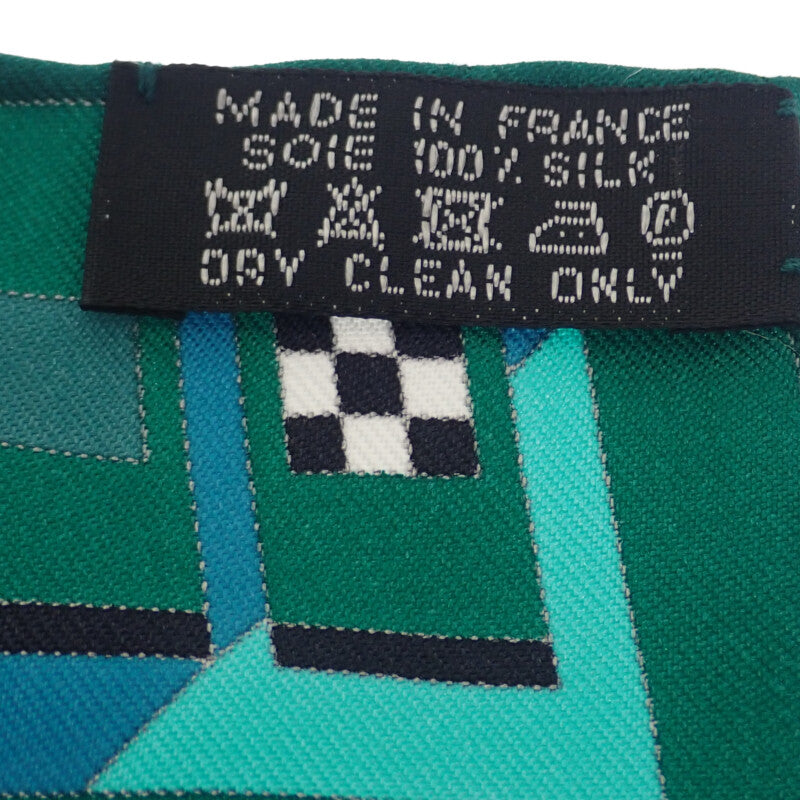 MADE IN FRANCE
SOIE 100% SILK
P
DRY CLEAN ONLY